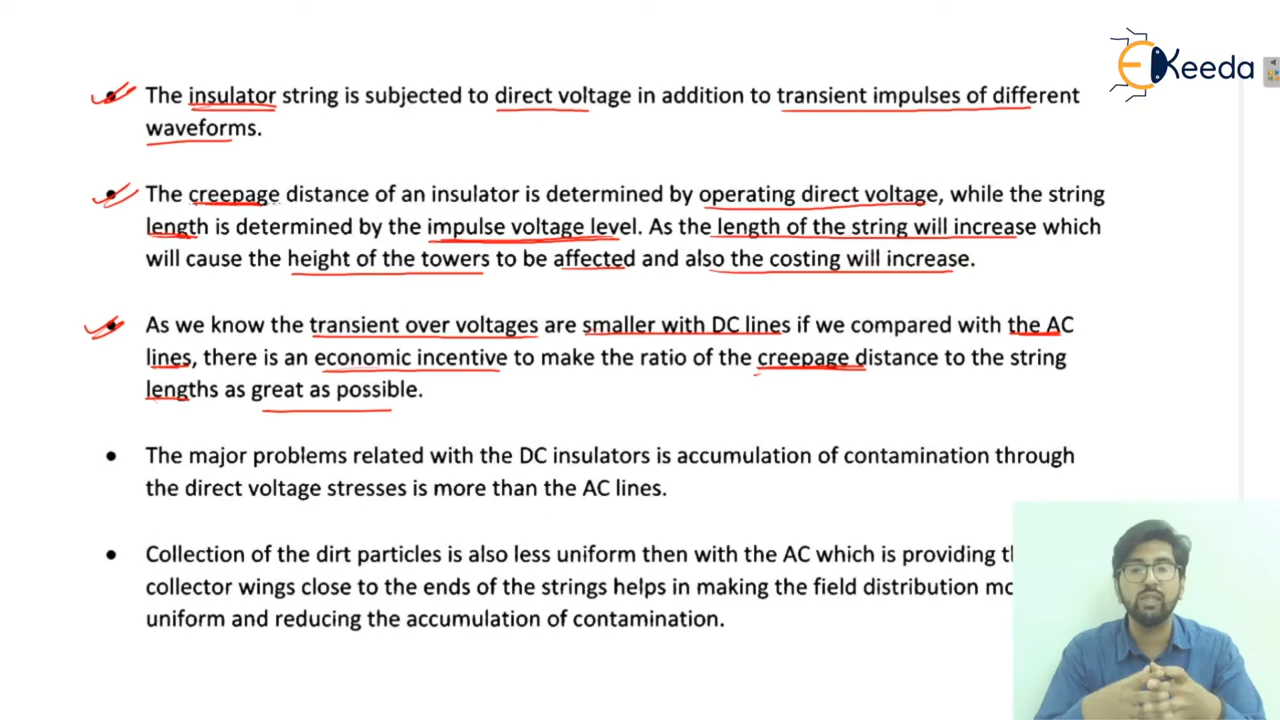 EKeeda
The insulator string is subjected to direct voltage in addition to transient impulses of different
waveforms.
The creepage distance of an insulator is determined by operating direct voltage, while the string
length is determined by the impulse voltage level. As the length of the string will increase which
will cause the height of the towers to be affected and also the costing will increase.
As we know the transient over voltages are smaller with DC lines if we compared with the AC
lines, there is an economic incentive to make the ratio of the creepage distance to the string
lengths as great as possible.
The major problems related with the DC insulators is accumulation of contamination through
the direct voltage stresses is more than the AC lines.
Collection of the dirt particles is also less uniform then with the AC which is providing
collector wings close to the ends of the strings helps in making the field distribution
uniform and reducing the accumulation of contamination.